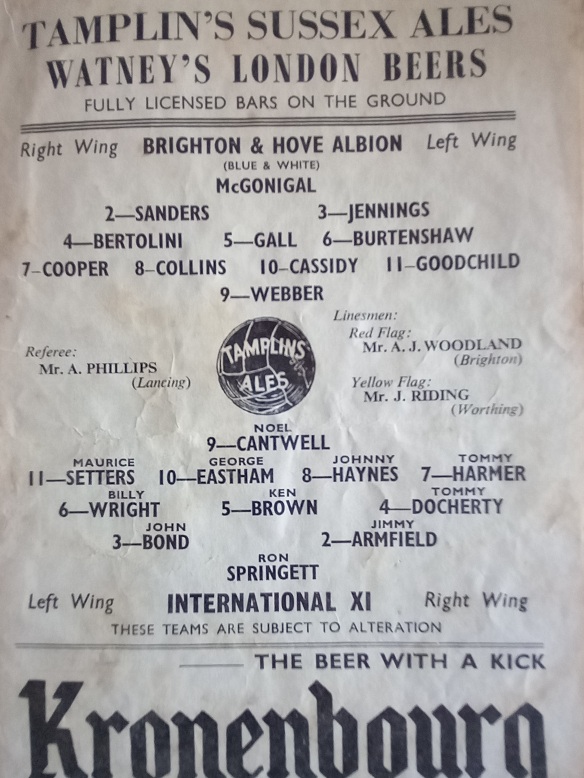 TAMPLIN'S SUSSEX ALES
WATNEY'S LONDON BEERS
FULLY LICENSED BARS ON THE GROUND
Right Wing BRIGHTON & HOVE ALBION Left Wing
(BLUE & WHITE)
McGONIGAL
2—SANDERS 3—JENNINGS
4—BERTOLINI 5—GALL 6—BURTENSHAW
7—COOPER 8—COLLINS 10—CASSIDY 11—GOODCHILD
9—WEBBER
Linesmen:
Red Flag:
Mr. A. J. WOODLAND
(Brighton)
Referee:
Mr. A. PHILLIPS
(Lancing)
TAMPLINS
ALES
Yellow Flag:
Mr. J. RIDING
(Worthing)
NOEL
9—CANTWELL
MAURICE GEORGE JOHNNY TOMMY
11—SETTERS 10—EASTHAM 8—HAYNES 7—HARMER
BILLY KEN TOMMY
6—WRIGHT 5—BROWN 4—DOCHERTY
JOHN JIMMY
3—BOND 2—ARMFIELD
RON
SPRINGETT
Left Wing INTERNATIONAL XI Right Wing
THESE TEAMS ARE SUBJECT TO ALTERATION
THE BEER WITH A KICK
Kronenbourg